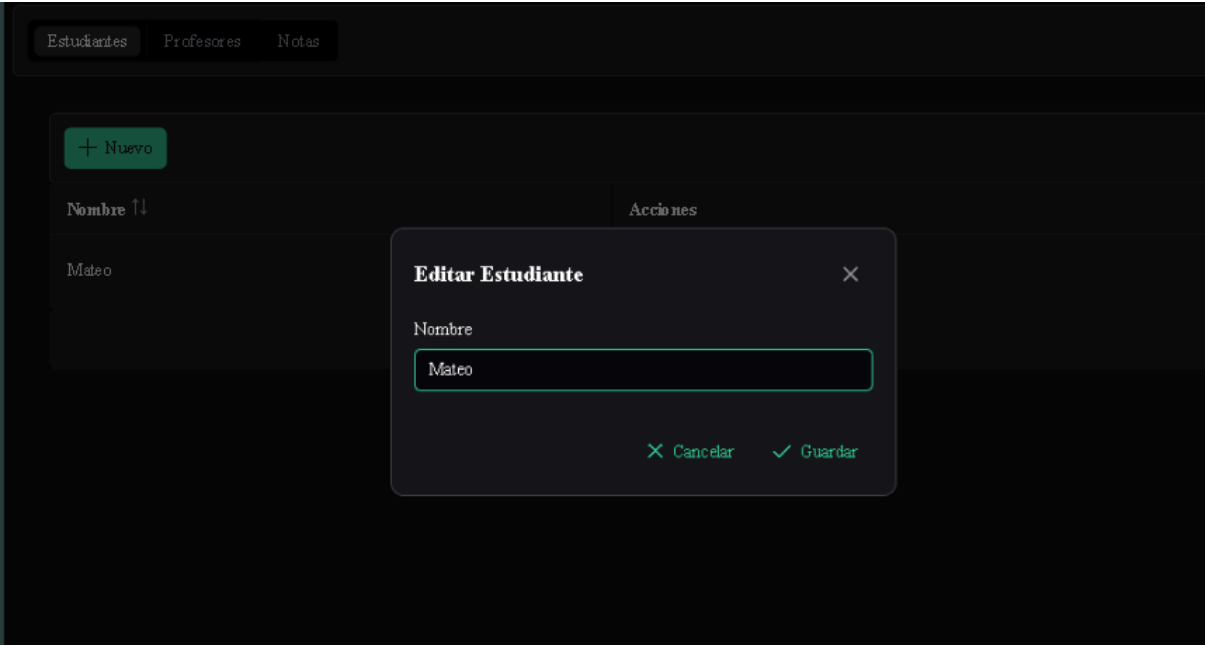 Estudiantes Profesores Notas
+ Nuevo
Nombre ↑↓ Acciones
Mateo
Editar Estudiante
Nombre
Mateo
Cancelar Guardar